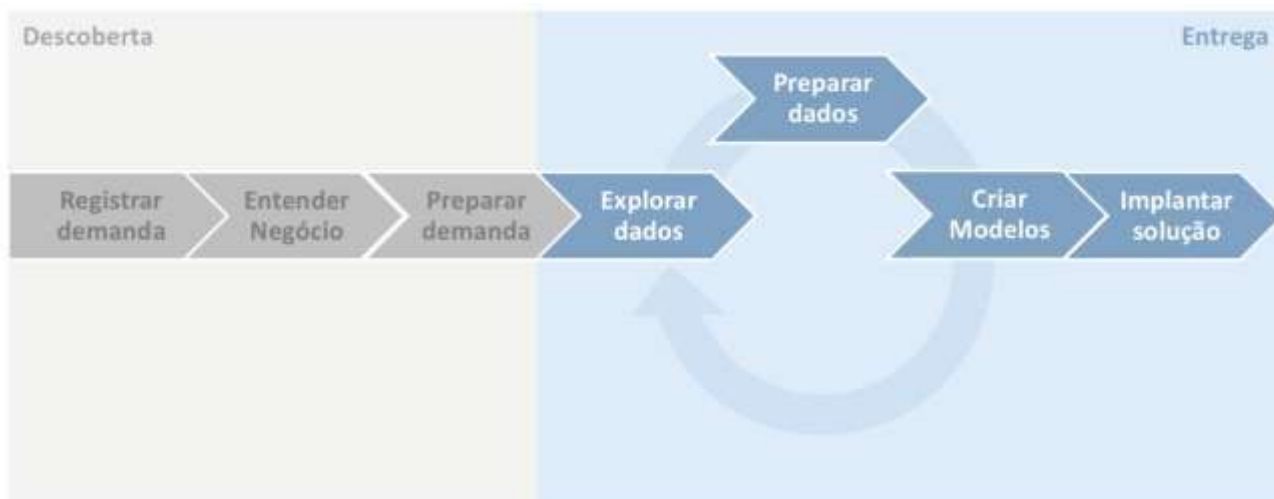 Descoberta
Entrega
Preparar
dados
Registrar
demanda
Entender
Negócio
Preparar
demanda
Explorar
dados
Criar
Modelos
Implantar
solução